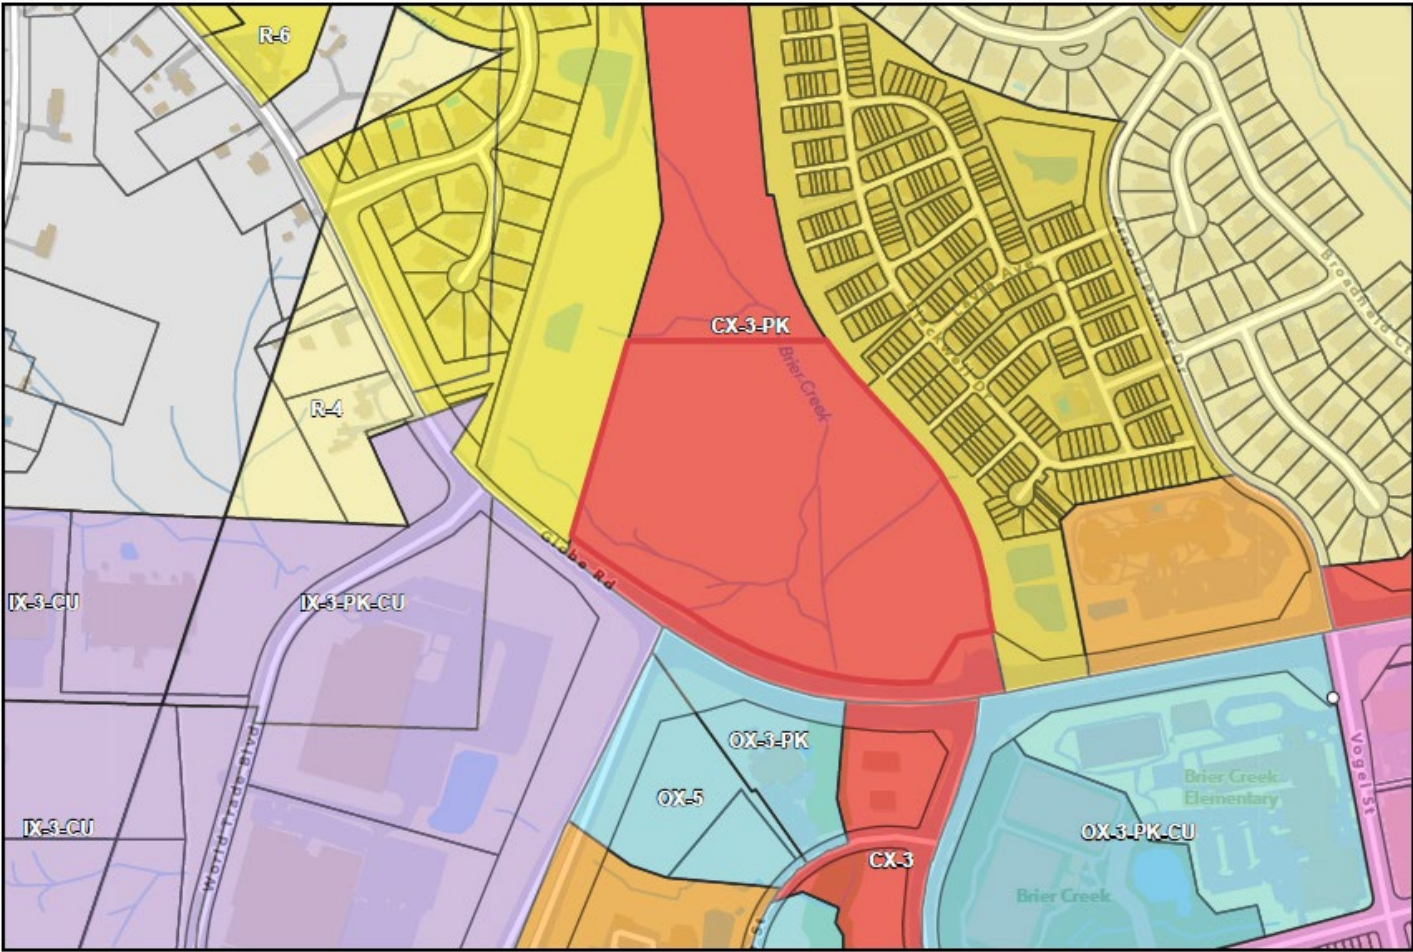 R-6
Arnold Palmer Dr
Broadfield Ct
CX-3-PK
Brier Creek
R-4
Globe Rd
IX-3-CU
IX-3-PK-CU
OX-3-PK
Vogel St
Brier Creek
Elementary
OX-5
IX-3-CU
World Trade Blvd
OX-3-PK-CU
CX-3
Brier Creek
St